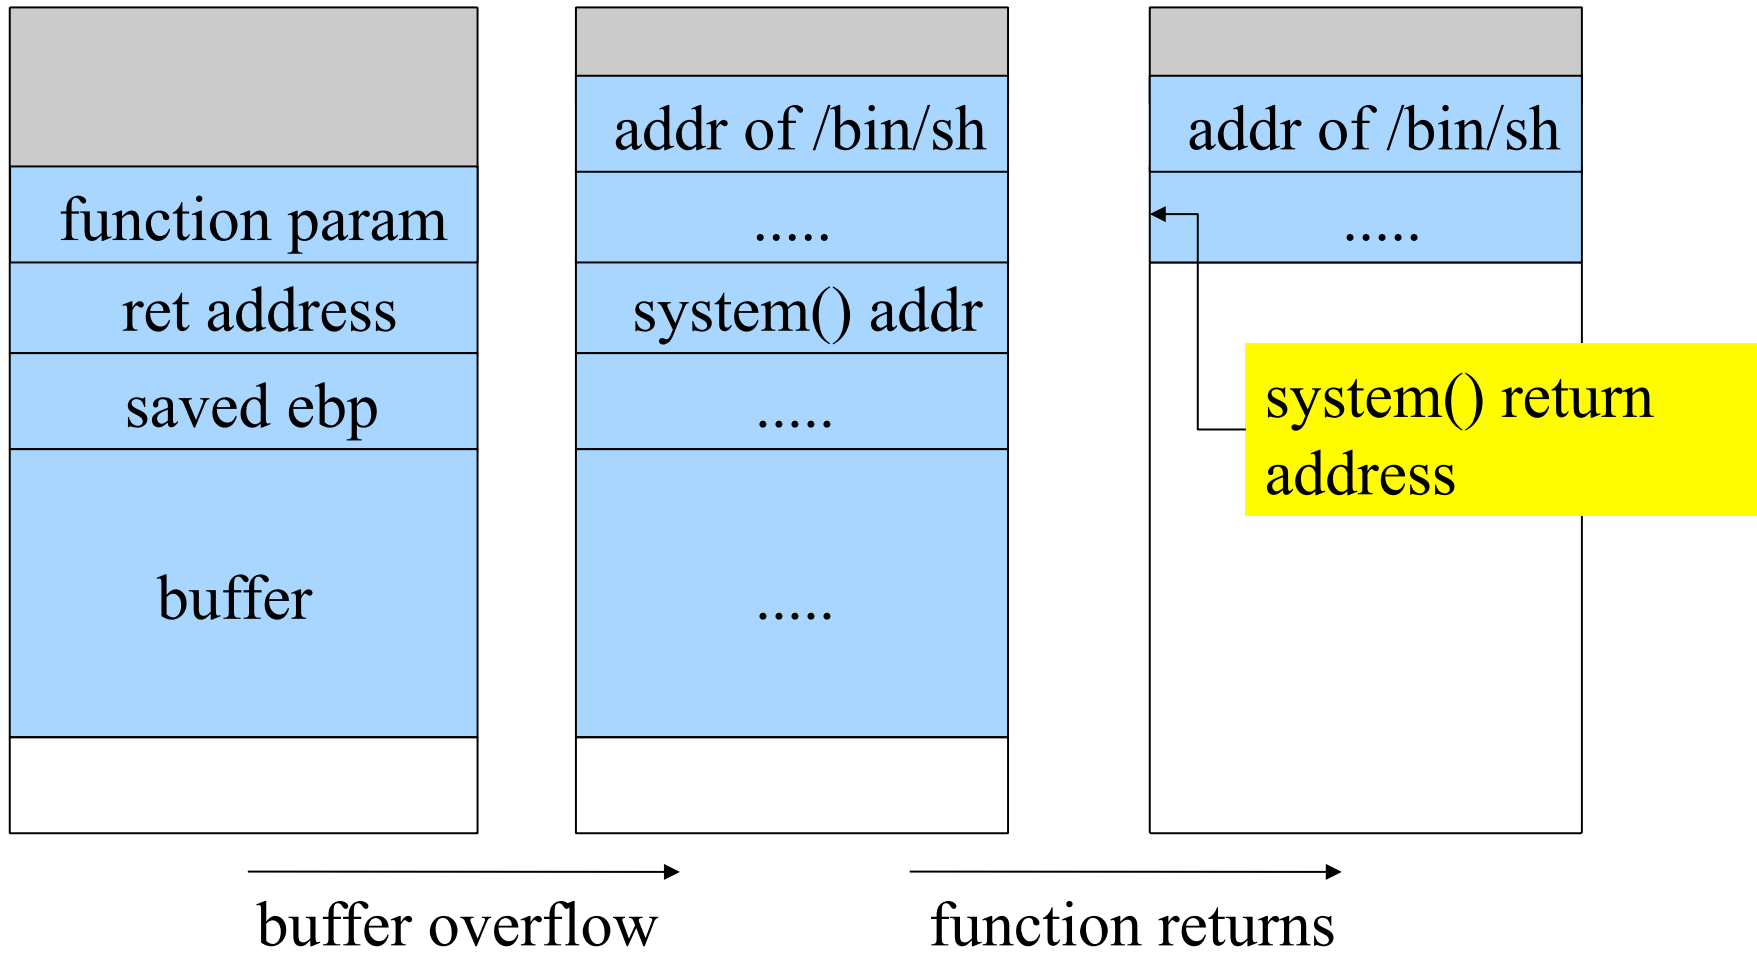 function param
ret address
saved ebp
buffer
addr of /bin/sh
.....
system() addr
.....
.....
addr of /bin/sh
.....
system() return
address
buffer overflow
function returns